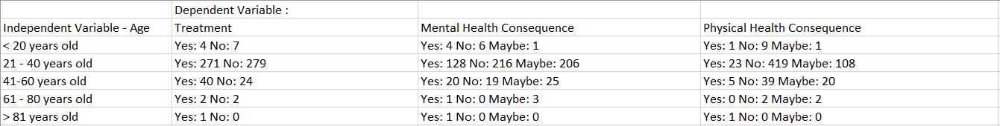 Dependent Variable :
Independent Variable - Age Treatment Mental Health Consequence Physical Health Consequence
< 20 years old Yes: 4 No: 7 Yes: 4 No: 6 Maybe: 1 Yes: 1 No: 9 Maybe: 1
21 - 40 years old Yes: 271 No: 279 Yes: 128 No: 216 Maybe: 206 Yes: 23 No: 419 Maybe: 108
41-60 years old Yes: 40 No: 24 Yes: 20 No: 19 Maybe: 25 Yes: 5 No: 39 Maybe: 20
61 - 80 years old Yes: 2 No: 2 Yes: 1 No: 0 Maybe: 3 Yes: 0 No: 2 Maybe: 2
> 81 years old Yes: 1 No: 0 Yes: 1 No: 0 Maybe: 0 Yes: 1 No: 0 Maybe: 0